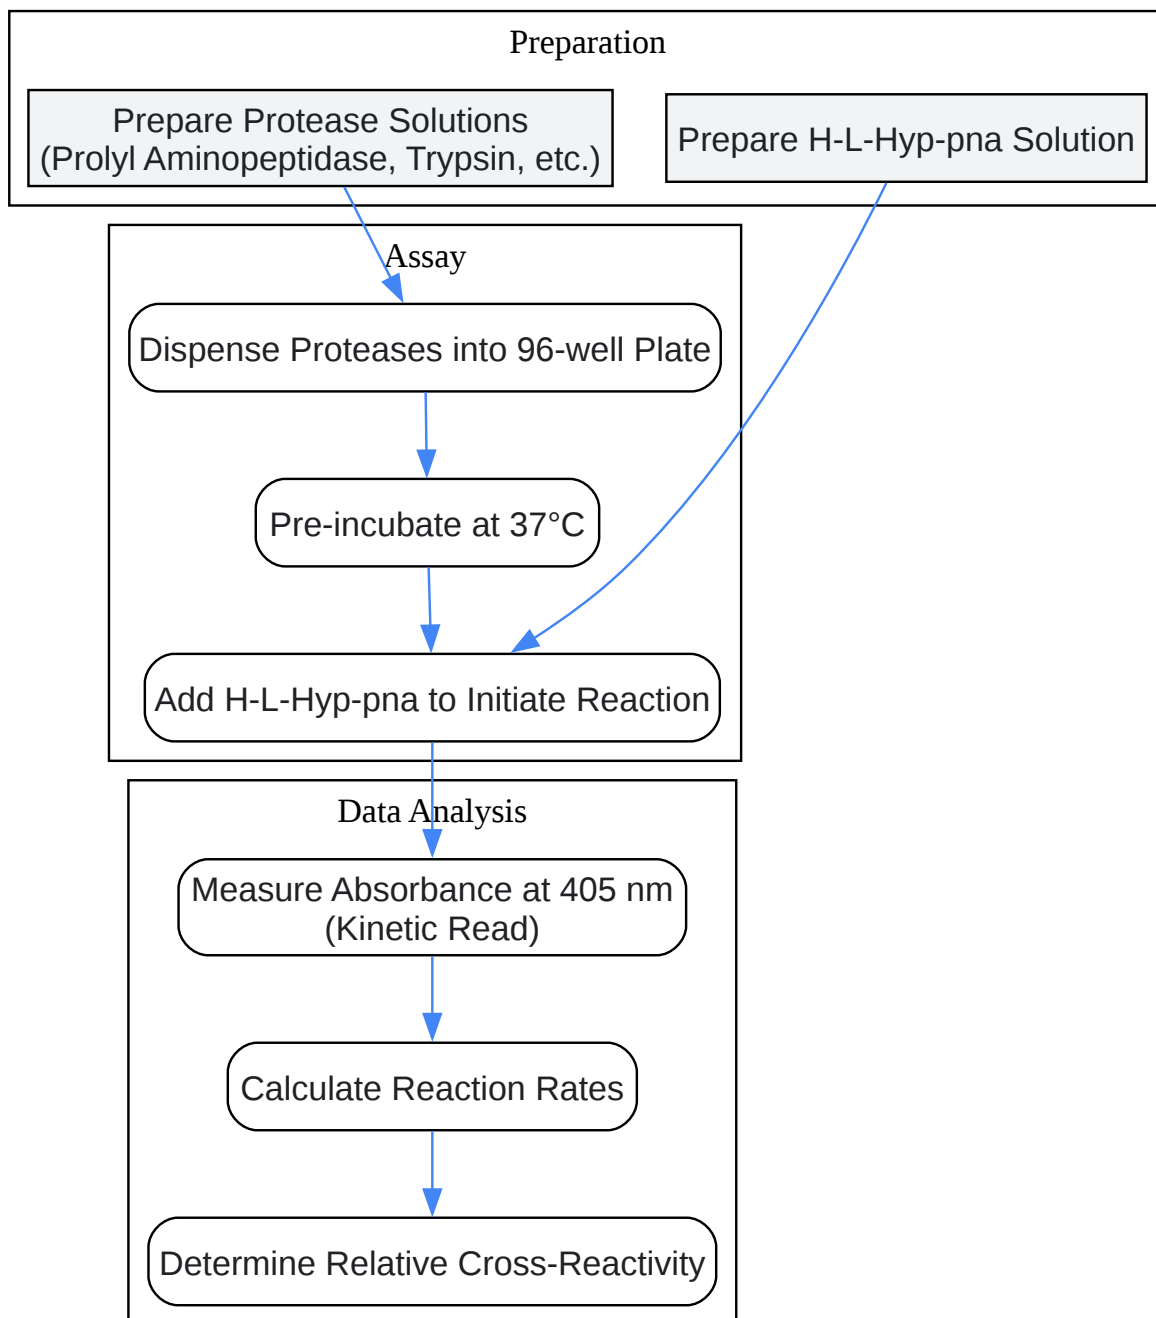 Preparation
Prepare Protease Solutions
(Prolyl Aminopeptidase, Trypsin, etc.)
Prepare H-L-Hyp-pna Solution
Assay
Dispense Proteases into 96-well Plate
Pre-incubate at 37°C
Add H-L-Hyp-pna to Initiate Reaction
Data Analysis
Measure Absorbance at 405 nm
(Kinetic Read)
Calculate Reaction Rates
Determine Relative Cross-Reactivity